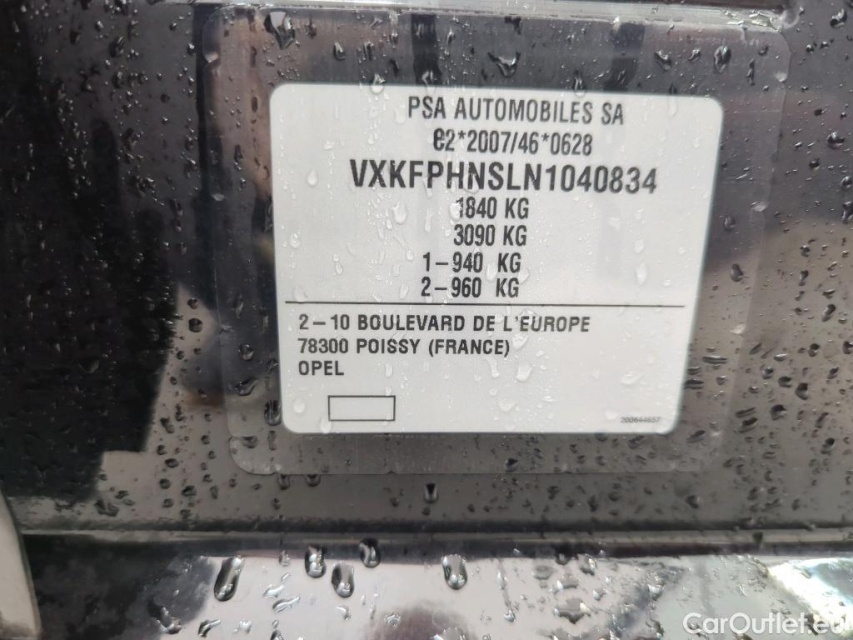 PSA AUTOMOBILES SA
e2*2007/46*0628
VXKFPHNSLN1040834
1840 KG
3090 KG
1-940 KG
2-960 KG
2-10 BOULEVARD DE L'EUROPE
78300 POISSY (FRANCE)
OPEL
CarOutlet.eu